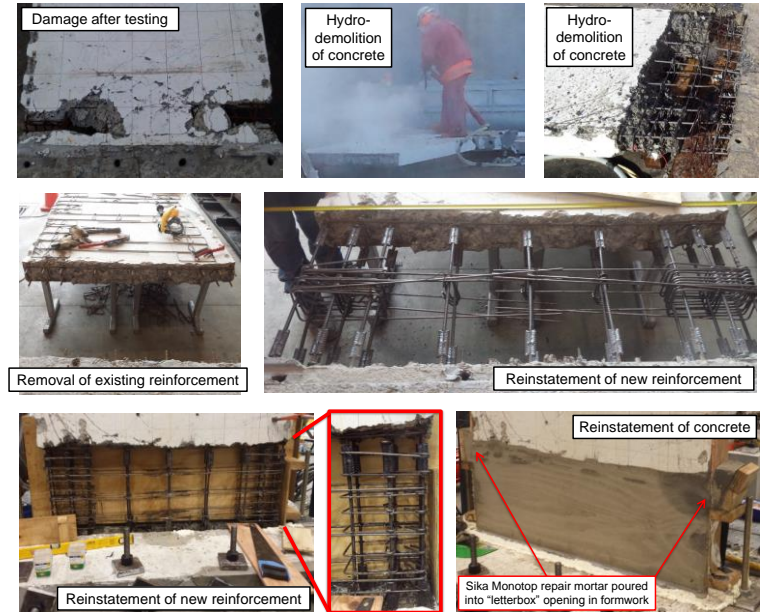 Damage after testing
Hydro-
demolition
of concrete
Hydro-
demolition
of concrete
Removal of existing reinforcement
Reinstatement of new reinforcement
Reinstatement of new reinforcement
Reinstatement of concrete
Sika Monotop repair mortar poured
into “letterbox” opening in formwork